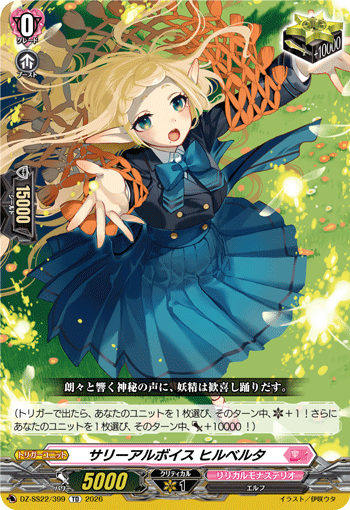 0
グレード
+10000
ブースト
15000
シールド
朗々と響く神秘の声に、妖精は歓喜し踊りだす。
(トリガーで出たら、あなたのユニットを1枚選び、そのターン中、+1!さらに
あなたのユニットを1枚選び、そのターン中、+10000!)
サリーアルボイス ヒルベルタ
トリガーユニット
パワー
5000
クリティカル
1
リリカルモナステリオ
エルフ
DZ-SS22/399 TD 2026
イラスト/伊咲ウタ